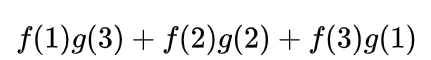 f(1)g(3) + f(2)g(2) + f(3)g(1)